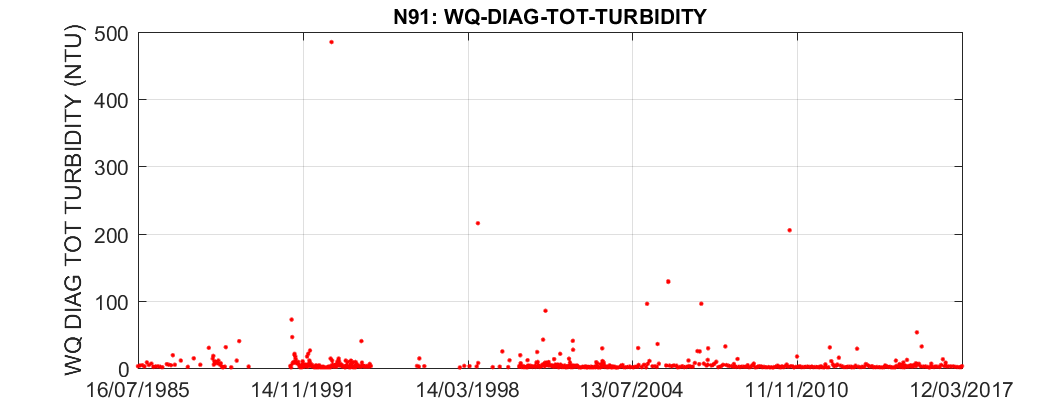 N91: WQ-DIAG-TOT-TURBIDITY
WQ DIAG TOT TURBIDITY (NTU)
500
400
300
200
100
0
16/07/1985 14/11/1991 14/03/1998 13/07/2004 11/11/2010 12/03/2017